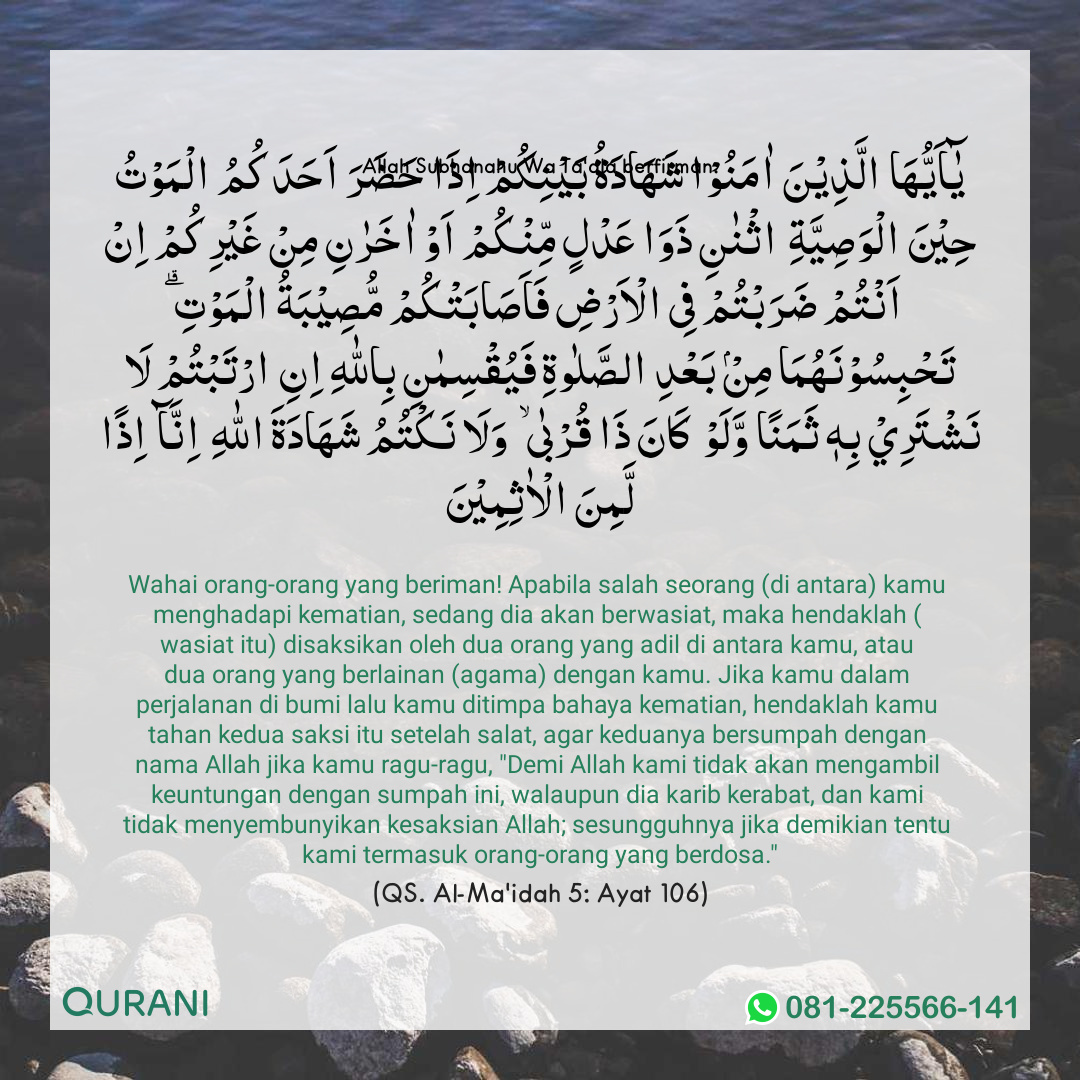 Allah Subhanahu Wa Ta'ala berfirman:
يٰۤاَيُّهَا الَّذِيْنَ اٰمَنُوْا شَهَادَةُ بَيْنِكُمْ اِذَا حَضَرَ اَحَدَكُمُ الْمَوْتُ
حِيْنَ الْوَصِيَّةِ اثْنٰنِ ذَوَا عَدْلٍ مِّنْكُمْ اَوْ اٰخَرٰنِ مِنْ غَيْرِكُمْ اِنْ
اَنْـتُمْ ضَرَبْتُمْ فِى الْاَرْضِ فَاَصَابَتْكُمْ مُّصِيْبَةُ الْمَوْتِ ۗ
تَحْبِسُوْنَهُمَا مِنْۢ بَعْدِ الصَّلٰوةِ فَيُقْسِمٰنِ بِاللّٰهِ اِنِ ارْتَبْتُمْ لَا
نَشْتَرِيْ بِهٖ ثَمَنًا وَّلَوْ كَانَ ذَا قُرْبٰى ۙ وَلَا نَـكْتُمُ شَهَادَةَ اللّٰهِ اِنَّاۤ اِذًا
لَّمِنَ الْاٰثِمِيْنَ
Wahai orang-orang yang beriman! Apabila salah seorang (di antara) kamu
menghadapi kematian, sedang dia akan berwasiat, maka hendaklah (
wasiat itu) disaksikan oleh dua orang yang adil di antara kamu, atau
dua orang yang berlainan (agama) dengan kamu. Jika kamu dalam
perjalanan di bumi lalu kamu ditimpa bahaya kematian, hendaklah kamu
tahan kedua saksi itu setelah salat, agar keduanya bersumpah dengan
nama Allah jika kamu ragu-ragu, "Demi Allah kami tidak akan mengambil
keuntungan dengan sumpah ini, walaupun dia karib kerabat, dan kami
tidak menyembunyikan kesaksian Allah; sesungguhnya jika demikian tentu
kami termasuk orang-orang yang berdosa."
(QS. Al-Ma'idah 5: Ayat 106)
QURANI
081-225566-141